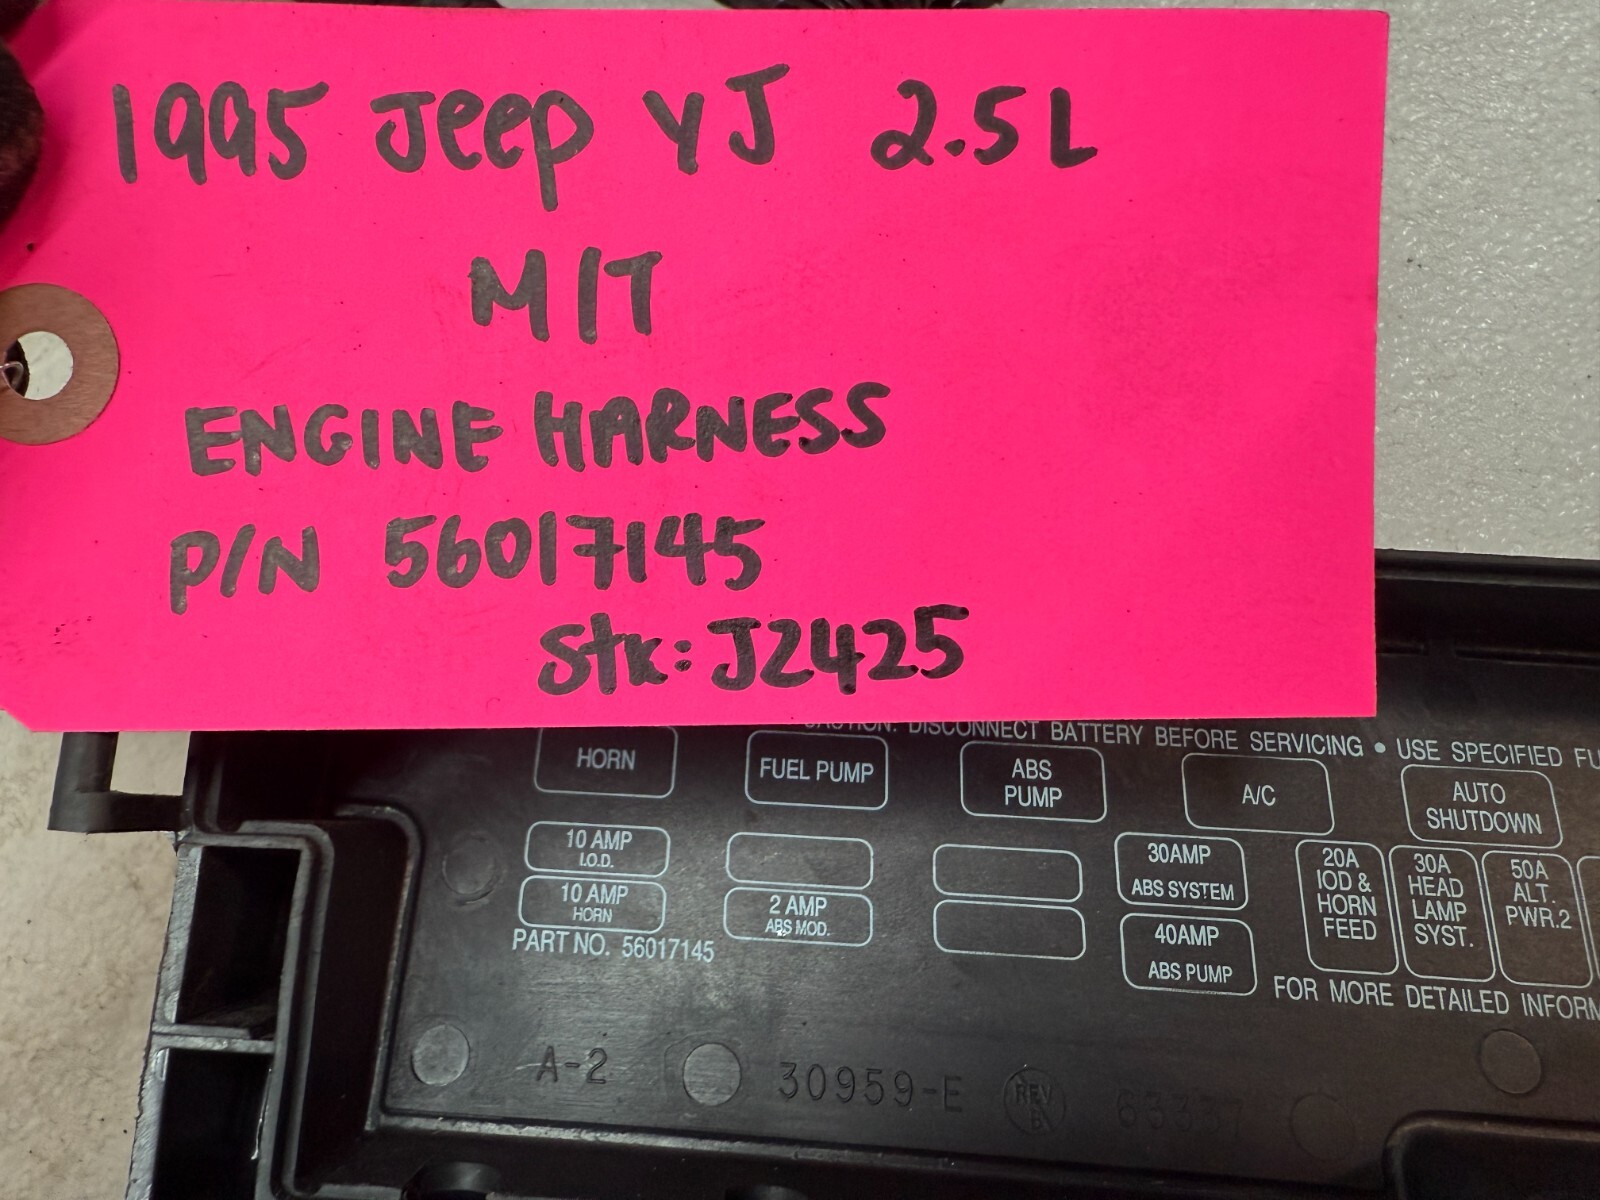 1995 Jeep YJ 2.5L
M/T
ENGINE HARNESS
P/N 56017145
Stk: J2425
CAUTION: DISCONNECT BATTERY BEFORE SERVICING • USE SPECIFIED FU
HORN
FUEL PUMP
ABS
PUMP
A/C
AUTO
SHUTDOWN
10 AMP
I.O.D.
10 AMP
HORN
2 AMP
ABS MOD.
30AMP
ABS SYSTEM
40AMP
ABS PUMP
20A
IOD &
HORN
FEED
30A
HEAD
LAMP
SYST.
50A
ALT.
PWR.2
PART NO. 56017145
FOR MORE DETAILED INFORM
A-2
30959-E
REV
B
63337